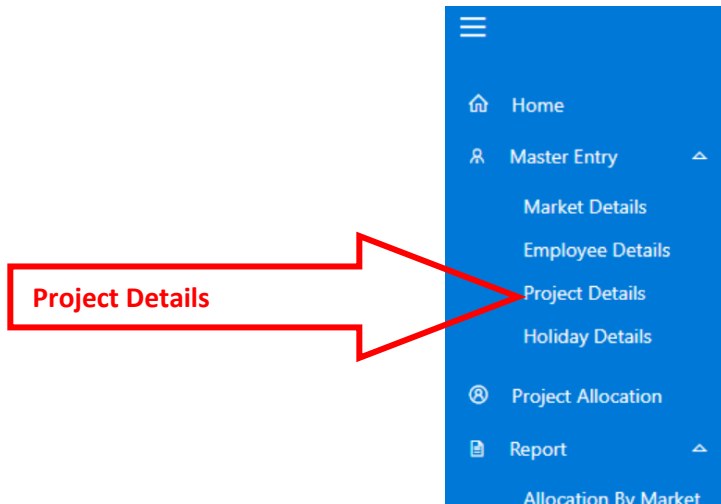 Home
Master Entry
Market Details
Employee Details
Project Details
Project Details
Holiday Details
Project Allocation
Report
Allocation By Market